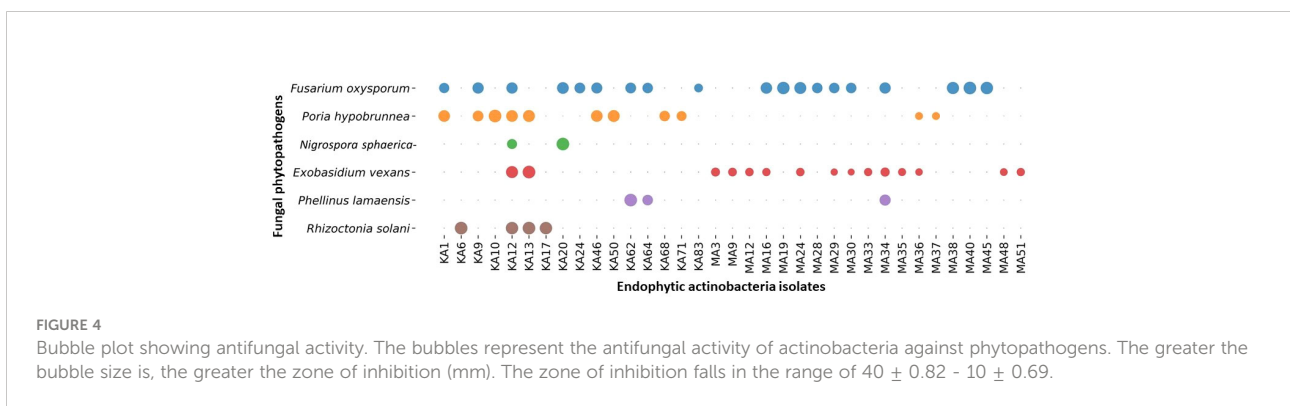 Fungal phytopathogens
Fusarium oxysporum
Poria hypobrunnea
Nigrospora sphaerica
Exobasidium vexans
Phellinus lamaensis
Rhizoctonia solani
KA1
KA6
KA9
KA10
KA12
KA13
KA17
KA20
KA24
KA46
KA50
KA62
KA64
KA68
KA71
KA83
MA3
MA9
MA12
MA16
MA19
MA24
MA28
MA29
MA30
MA33
MA34
MA35
MA36
MA37
MA38
MA40
MA45
MA48
MA51
Endophytic actinobacteria isolates
FIGURE 4
Bubble plot showing antifungal activity. The bubbles represent the antifungal activity of actinobacteria against phytopathogens. The greater the
bubble size is, the greater the zone of inhibition (mm). The zone of inhibition falls in the range of 40 ± 0.82 - 10 ± 0.69.